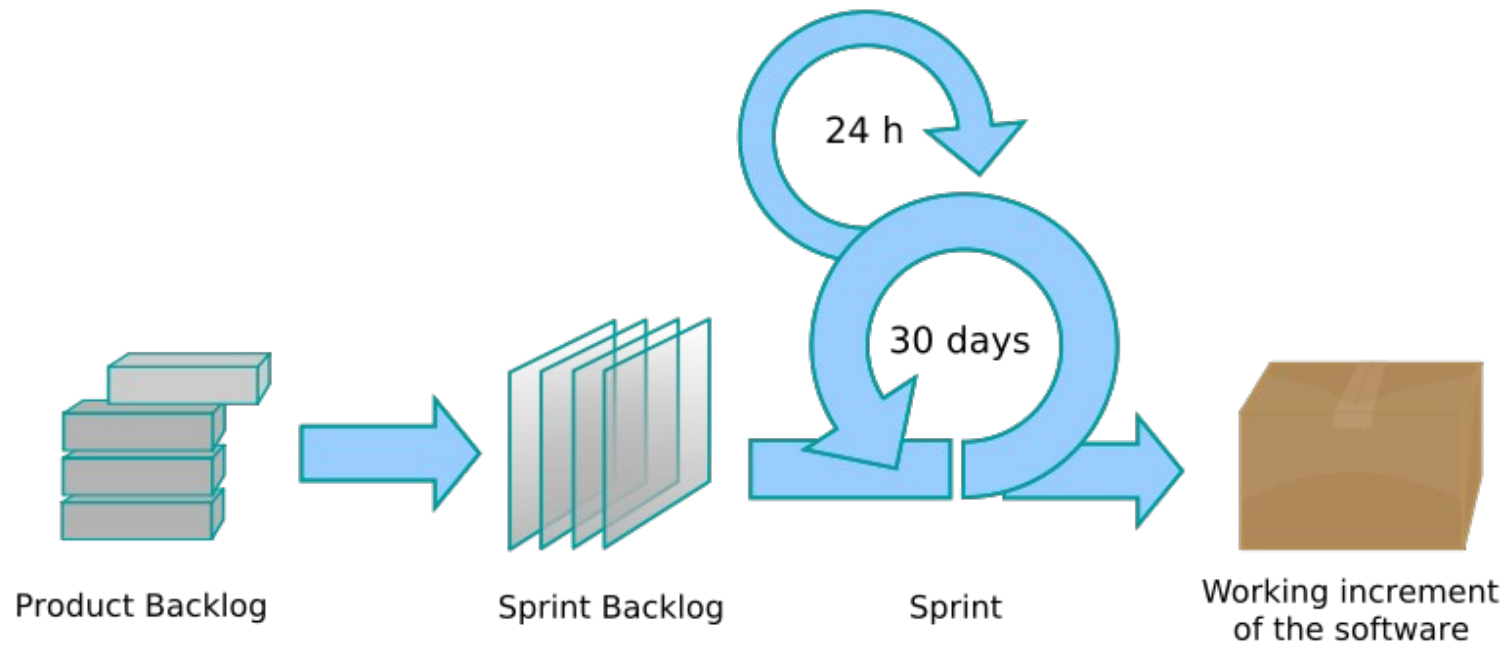 24 h
30 days
Product Backlog
Sprint Backlog
Sprint
Working increment
of the software